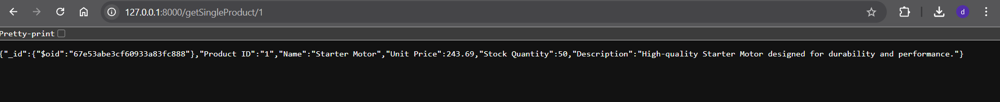 127.0.0.1:8000/getSingleProduct/1
d
Pretty-print
{"_id":{"$oid":"67e53abe3cf60933a83fc888"},"Product ID":"1","Name":"Starter Motor","Unit Price":243.69,"Stock Quantity":50,"Description":"High-quality Starter Motor designed for durability and performance."}